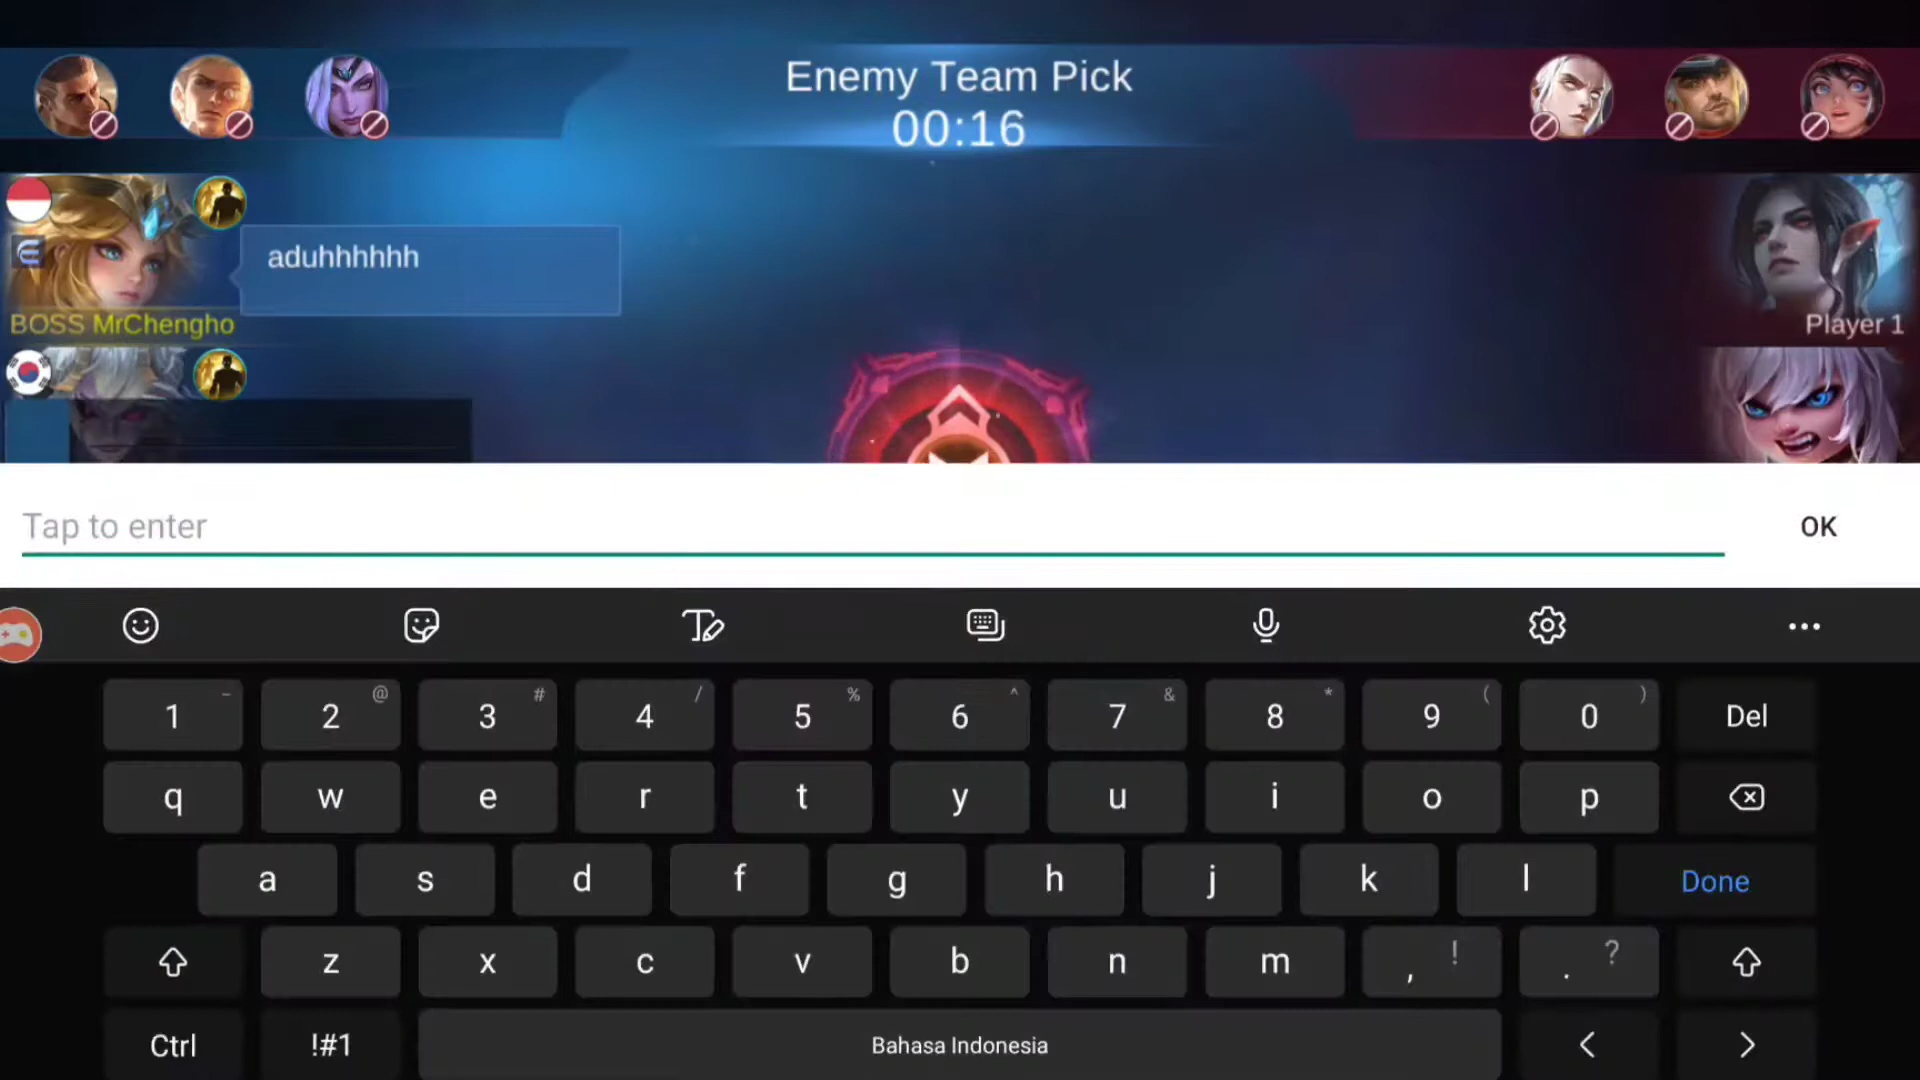 Enemy Team Pick
00:16
aduhhhhhh
BOSS MrChengho
Player 1
Tap to enter
OK
1 - 2 @ 3 # 4 / 5 % 6 ^ 7 & 8 * 9 ( 0 ) Del
q w e r t y u i o p
a s d f g h j k l Done
z x c v b n m , ! . ?
Ctrl !#1 Bahasa Indonesia < >